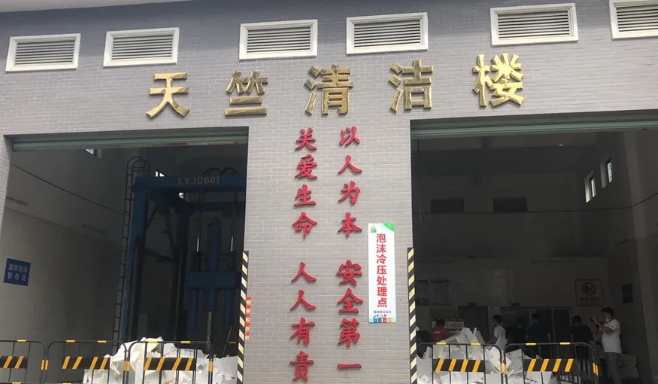 天竺清洁楼
以人为本 安全第一
关爱生命 人人有责
泡沫冷压处理点
LYJC801